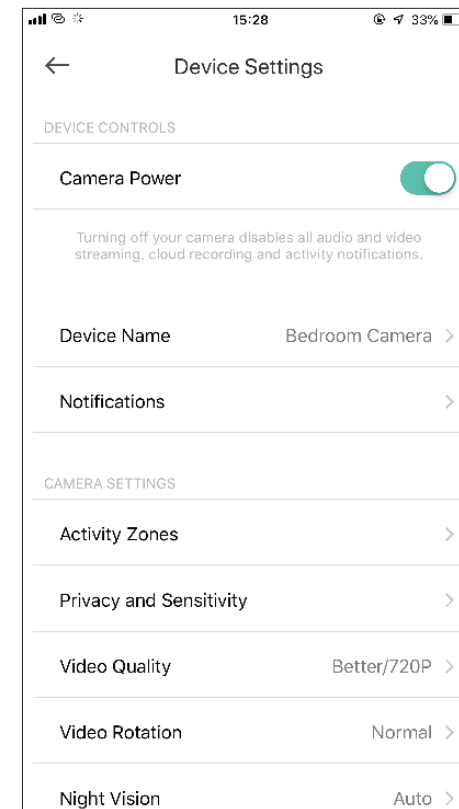 15:28
33%
Device Settings
DEVICE CONTROLS
Camera Power
Turning off your camera disables all audio and video
streaming, cloud recording and activity notifications.
Device Name Bedroom Camera
Notifications
CAMERA SETTINGS
Activity Zones
Privacy and Sensitivity
Video Quality Better/720P
Video Rotation Normal
Night Vision Auto